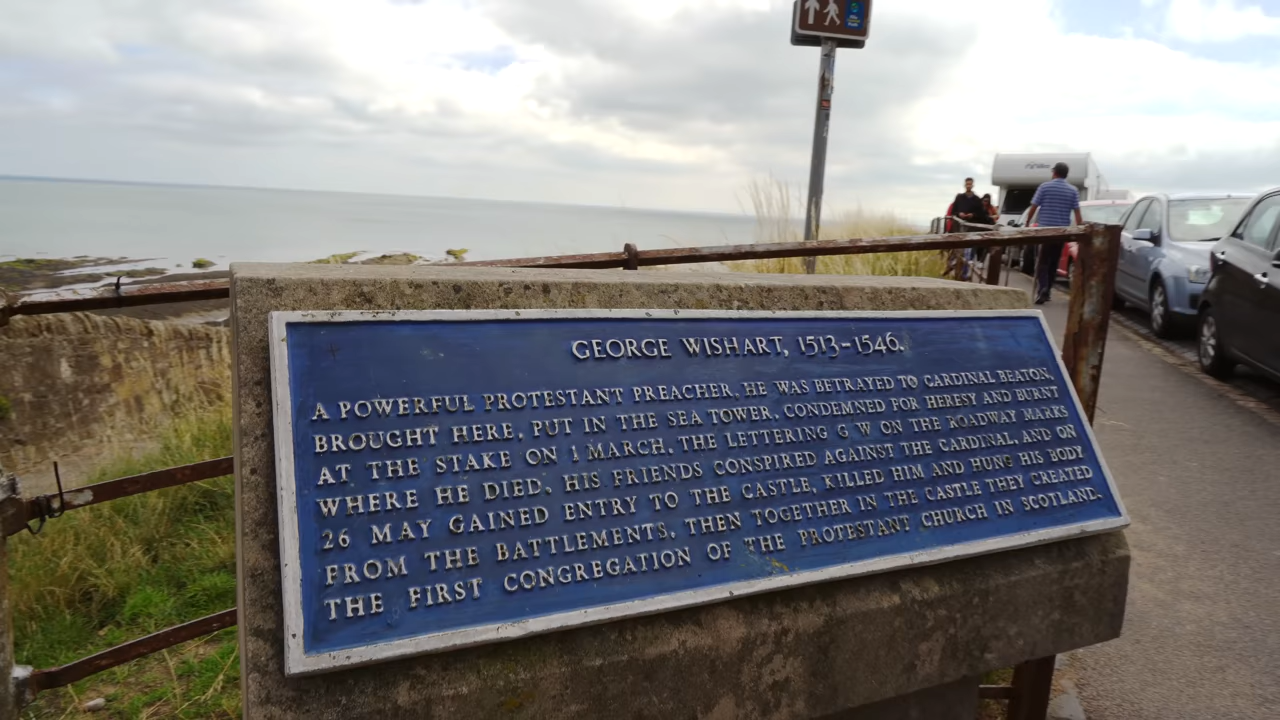 GEORGE WISHART, 1513-1546.
A POWERFUL PROTESTANT PREACHER, HE WAS BETRAYED TO CARDINAL BEATON,
BROUGHT HERE, PUT IN THE SEA TOWER, CONDEMNED FOR HERESY AND BURNT
AT THE STAKE ON 1 MARCH, THE LETTERING G W ON THE ROADWAY MARKS
WHERE HE DIED. HIS FRIENDS CONSPIRED AGAINST THE CARDINAL, AND ON
26 MAY GAINED ENTRY TO THE CASTLE, KILLED HIM AND HUNG HIS BODY
FROM THE BATTLEMENTS, THEN TOGETHER IN THE CASTLE THEY CREATED
THE FIRST CONGREGATION OF THE PROTESTANT CHURCH IN SCOTLAND.